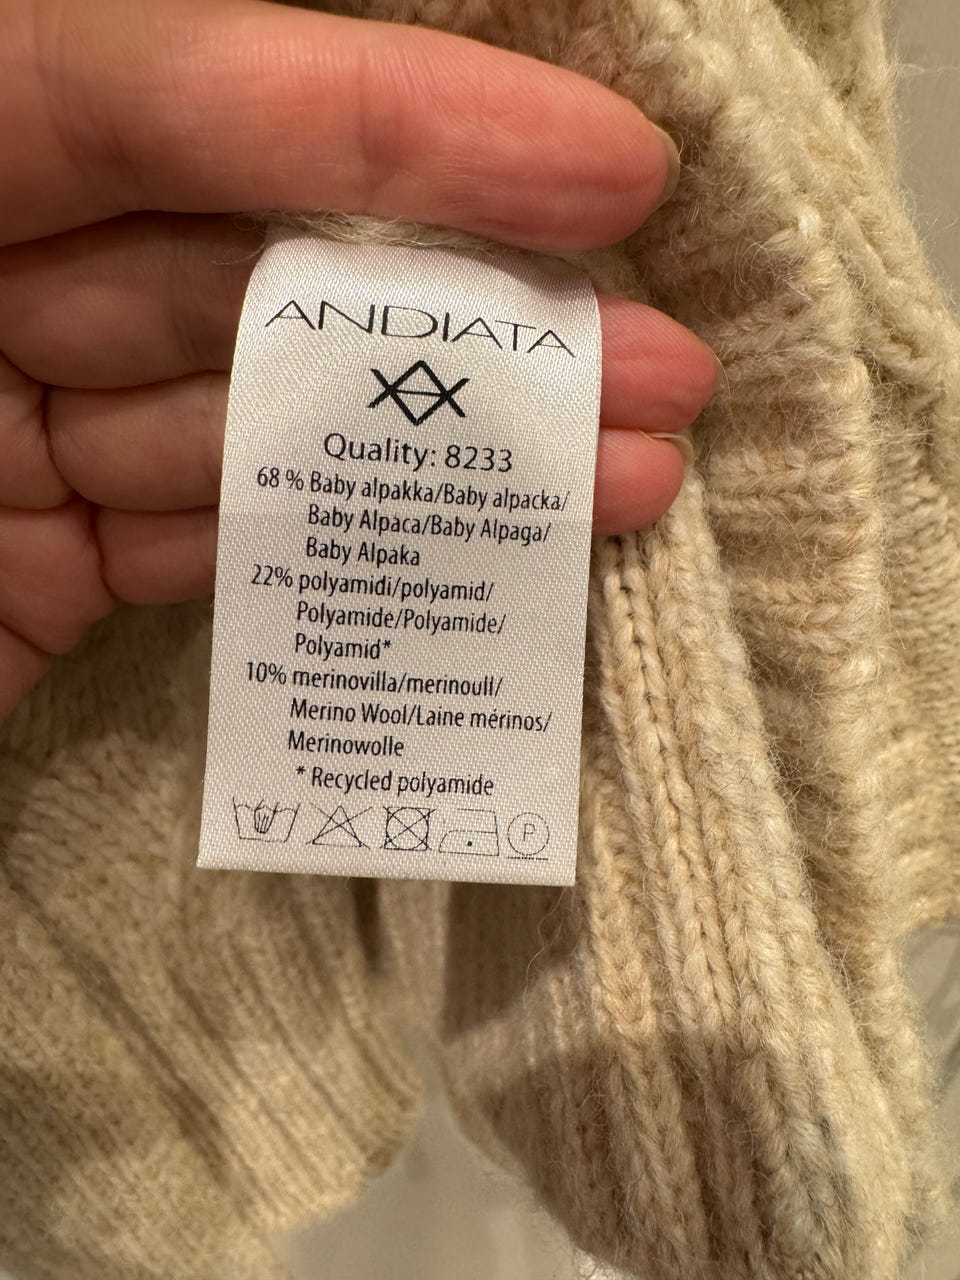 ANDIATA
Quality: 8233
68 % Baby alpakka/Baby alpacka/
Baby Alpaca/Baby Alpaga/
Baby Alpaka
22% polyamidi/polyamid/
Polyamide/Polyamide/
Polyamid*
10% merinovilla/merinoull/
Merino Wool/Laine mérinos/
Merinowolle
* Recycled polyamide
P